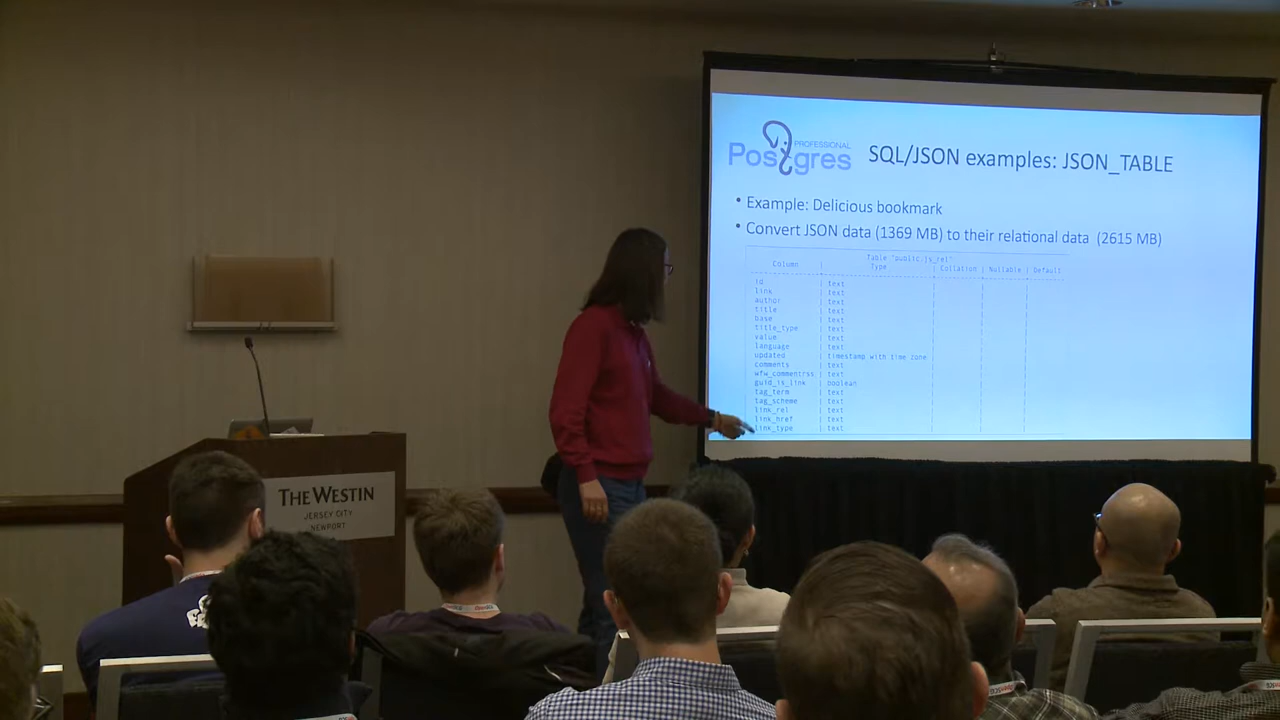 PROFESSIONAL
Postgres
SQL/JSON examples: JSON_TABLE
• Example: Delicious bookmark
• Convert JSON data (1369 MB) to their relational data (2615 MB)
Table "public.js_rel"
Column | Type | Collation | Nullable | Default
id | text
link | text
author | text
title | text
base | text
title_type | text
value | text
language | text
updated | timestamp with time zone
comments | text
wfw_commentrss | text
guid_is_link | boolean
tag_term | text
tag_scheme | text
link_rel | text
link_href | text
link_type | text
THE WESTIN
JERSEY CITY
NEWPORT